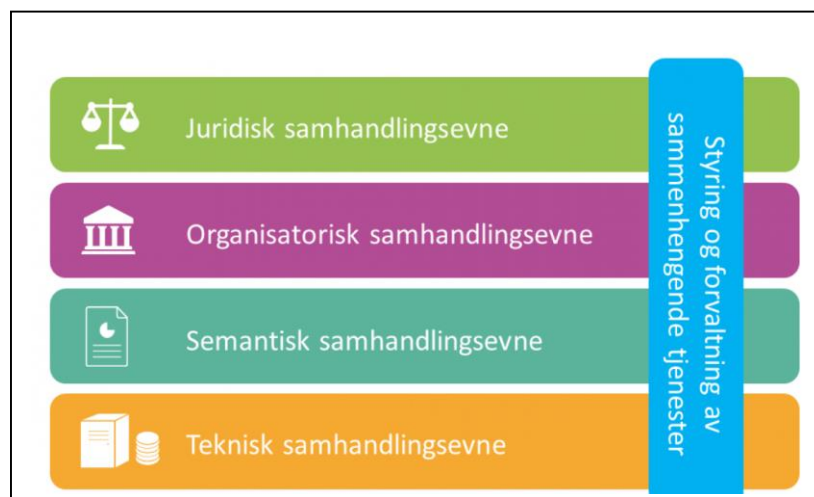 Juridisk samhandlingsevne
Organisatorisk samhandlingsevne
Semantisk samhandlingsevne
Teknisk samhandlingsevne
Styring og forvaltning av
sammenhengende tjenester